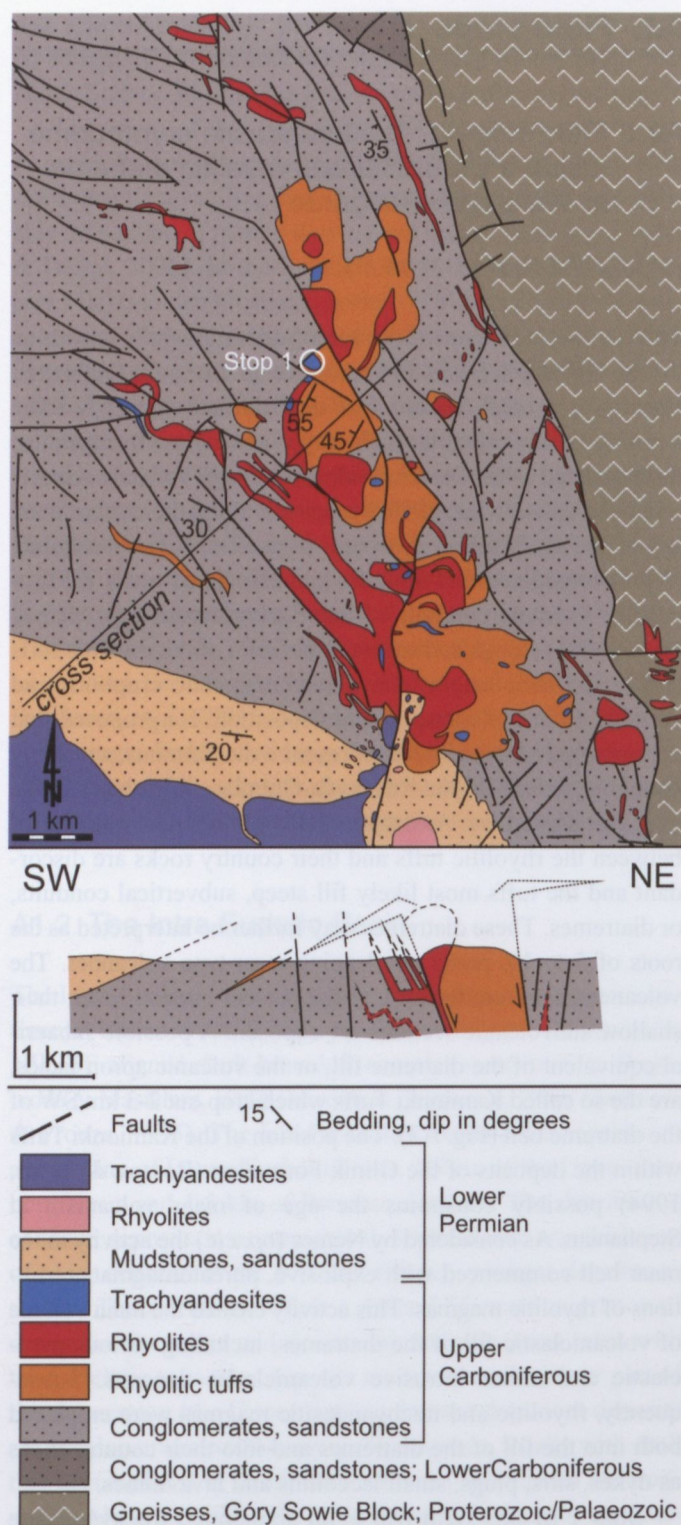 35
Stop 1
55
45
30
cross section
20
N
1 km
SW NE
1 km
Faults 15 Bedding, dip in degrees
Trachyandesites
Rhyolites
Mudstones, sandstones
Lower
Permian
Trachyandesites
Rhyolites
Rhyolitic tuffs
Conglomerates, sandstones
Upper
Carboniferous
Conglomerates, sandstones; LowerCarboniferous
Gneisses, Góry Sowie Block; Proterozoic/Palaeozoic